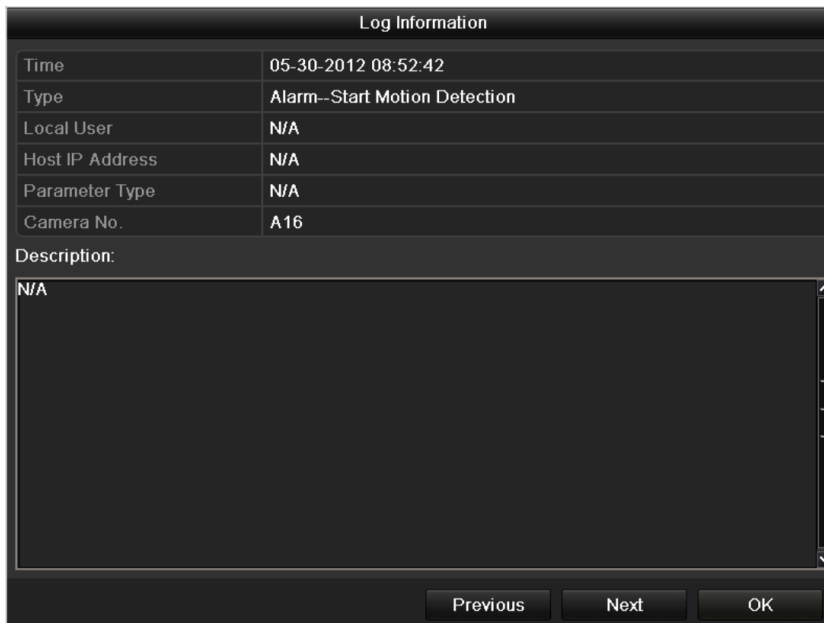 Log Information
Time 05-30-2012 08:52:42
Type Alarm--Start Motion Detection
Local User N/A
Host IP Address N/A
Parameter Type N/A
Camera No. A16
Description:
N/A
Previous Next OK